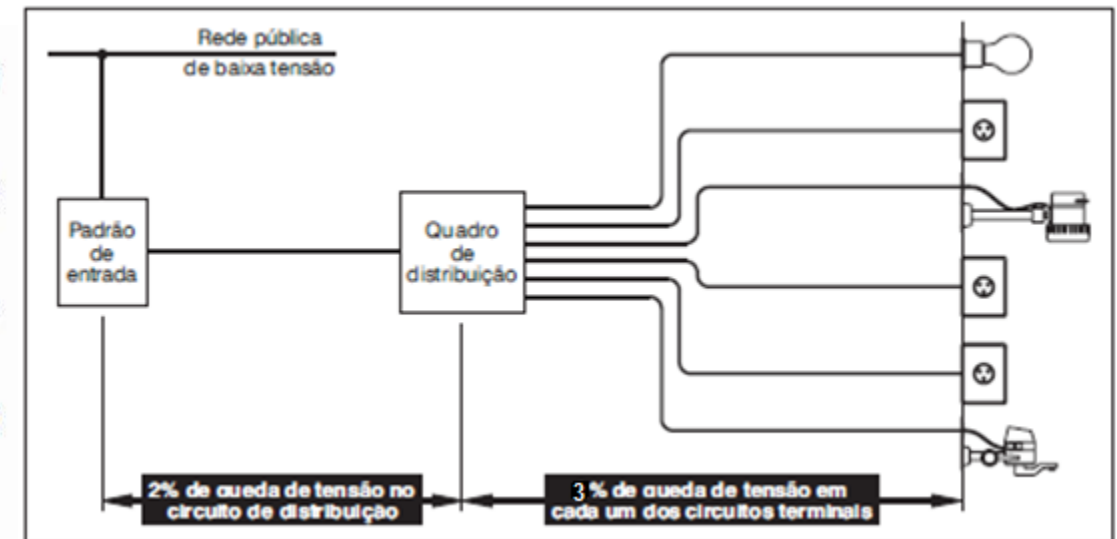 Rede pública
de baixa tensão
Padrão
de
entrada
Quadro
de
distribuição
2% de queda de tensão no
circuito de distribuição
3% de queda de tensão em
cada um dos circuitos terminais